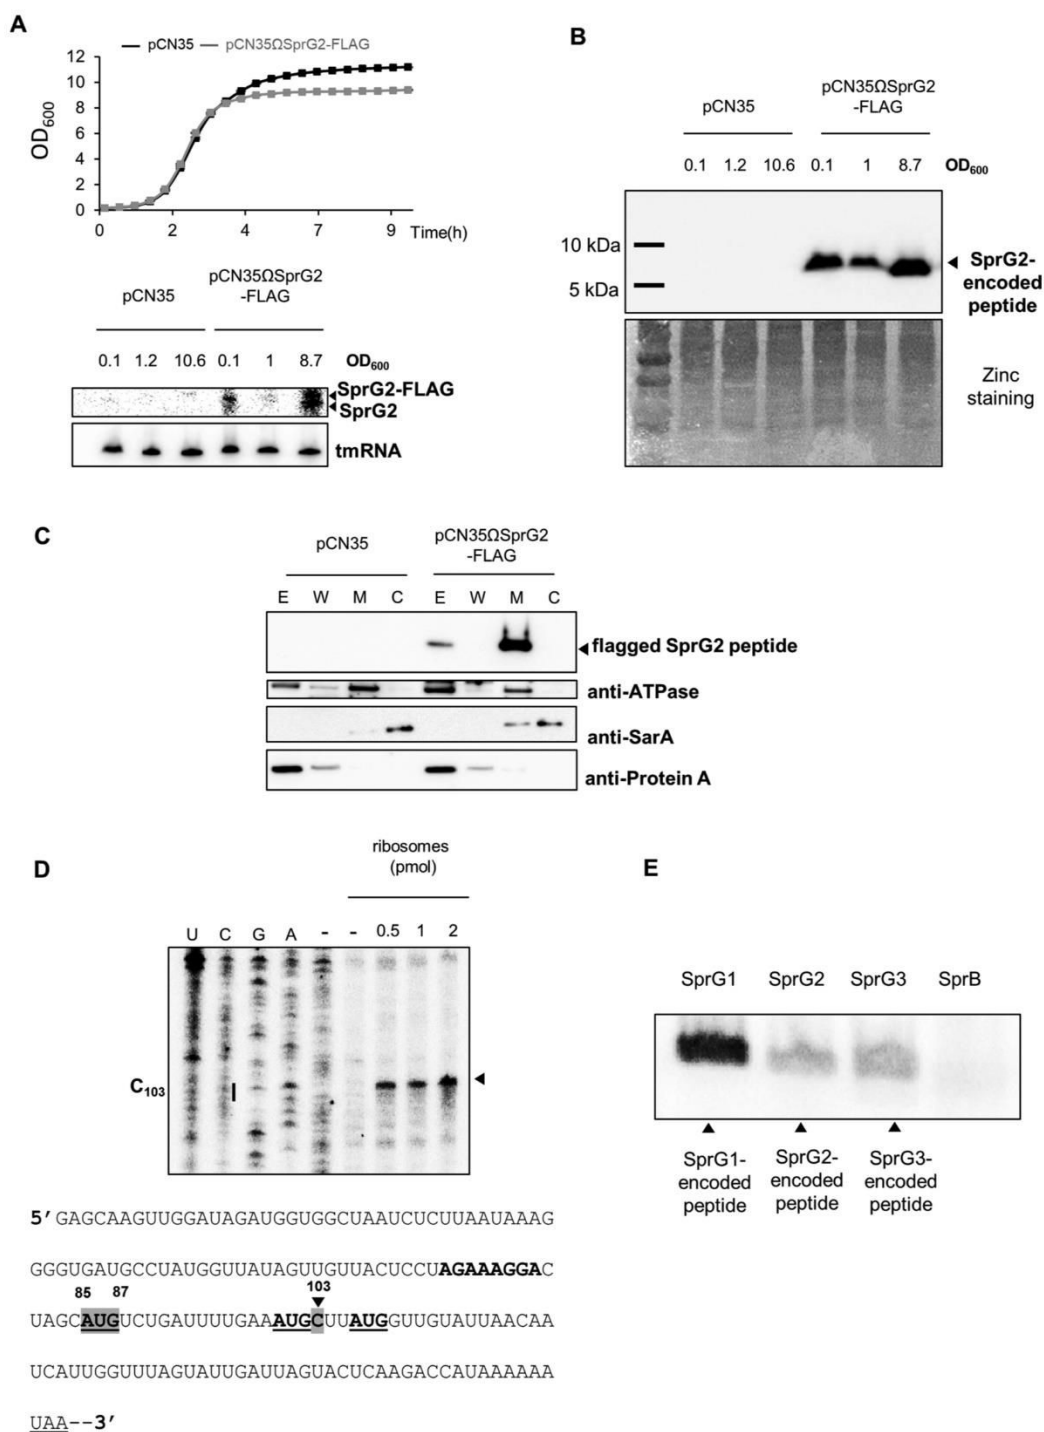 A
pCN35 pCN35ΩSprG2-FLAG
12
10
8
6
4
2
0
OD600
0 2 4 7 9 Time(h)
pCN35 pCN35ΩSprG2
-FLAG
0.1 1.2 10.6 0.1 1 8.7 OD600
SprG2-FLAG
SprG2
tmRNA
B
pCN35 pCN35ΩSprG2
-FLAG
0.1 1.2 10.6 0.1 1 8.7 OD600
10 kDa
5 kDa
SprG2-
encoded
peptide
Zinc
staining
C
pCN35 pCN35ΩSprG2
-FLAG
E W M C E W M C
flagged SprG2 peptide
anti-ATPase
anti-SarA
anti-Protein A
D
ribosomes
(pmol)
U C G A - - 0.5 1 2
C103
5′ GAGCAAGUUGGAUAGAUGGUGGCUAAUCUCUUAAUAAAG
GGGUGAUGCCUAUGGUUAUAGUUGUUACUCCUAGAAAGGAC
85 87 103
UAGCAUGUCUGAUUUUGAAAUGCUUAUGGUUGUAUUAACAA
UCAUUGGUUUAGUAUUGAUUAGUACUCAAGACCAUAAAAAA
UAA--3′
E
SprG1 SprG2 SprG3 SprB
SprG1-
encoded
peptide
SprG2-
encoded
peptide
SprG3-
encoded
peptide